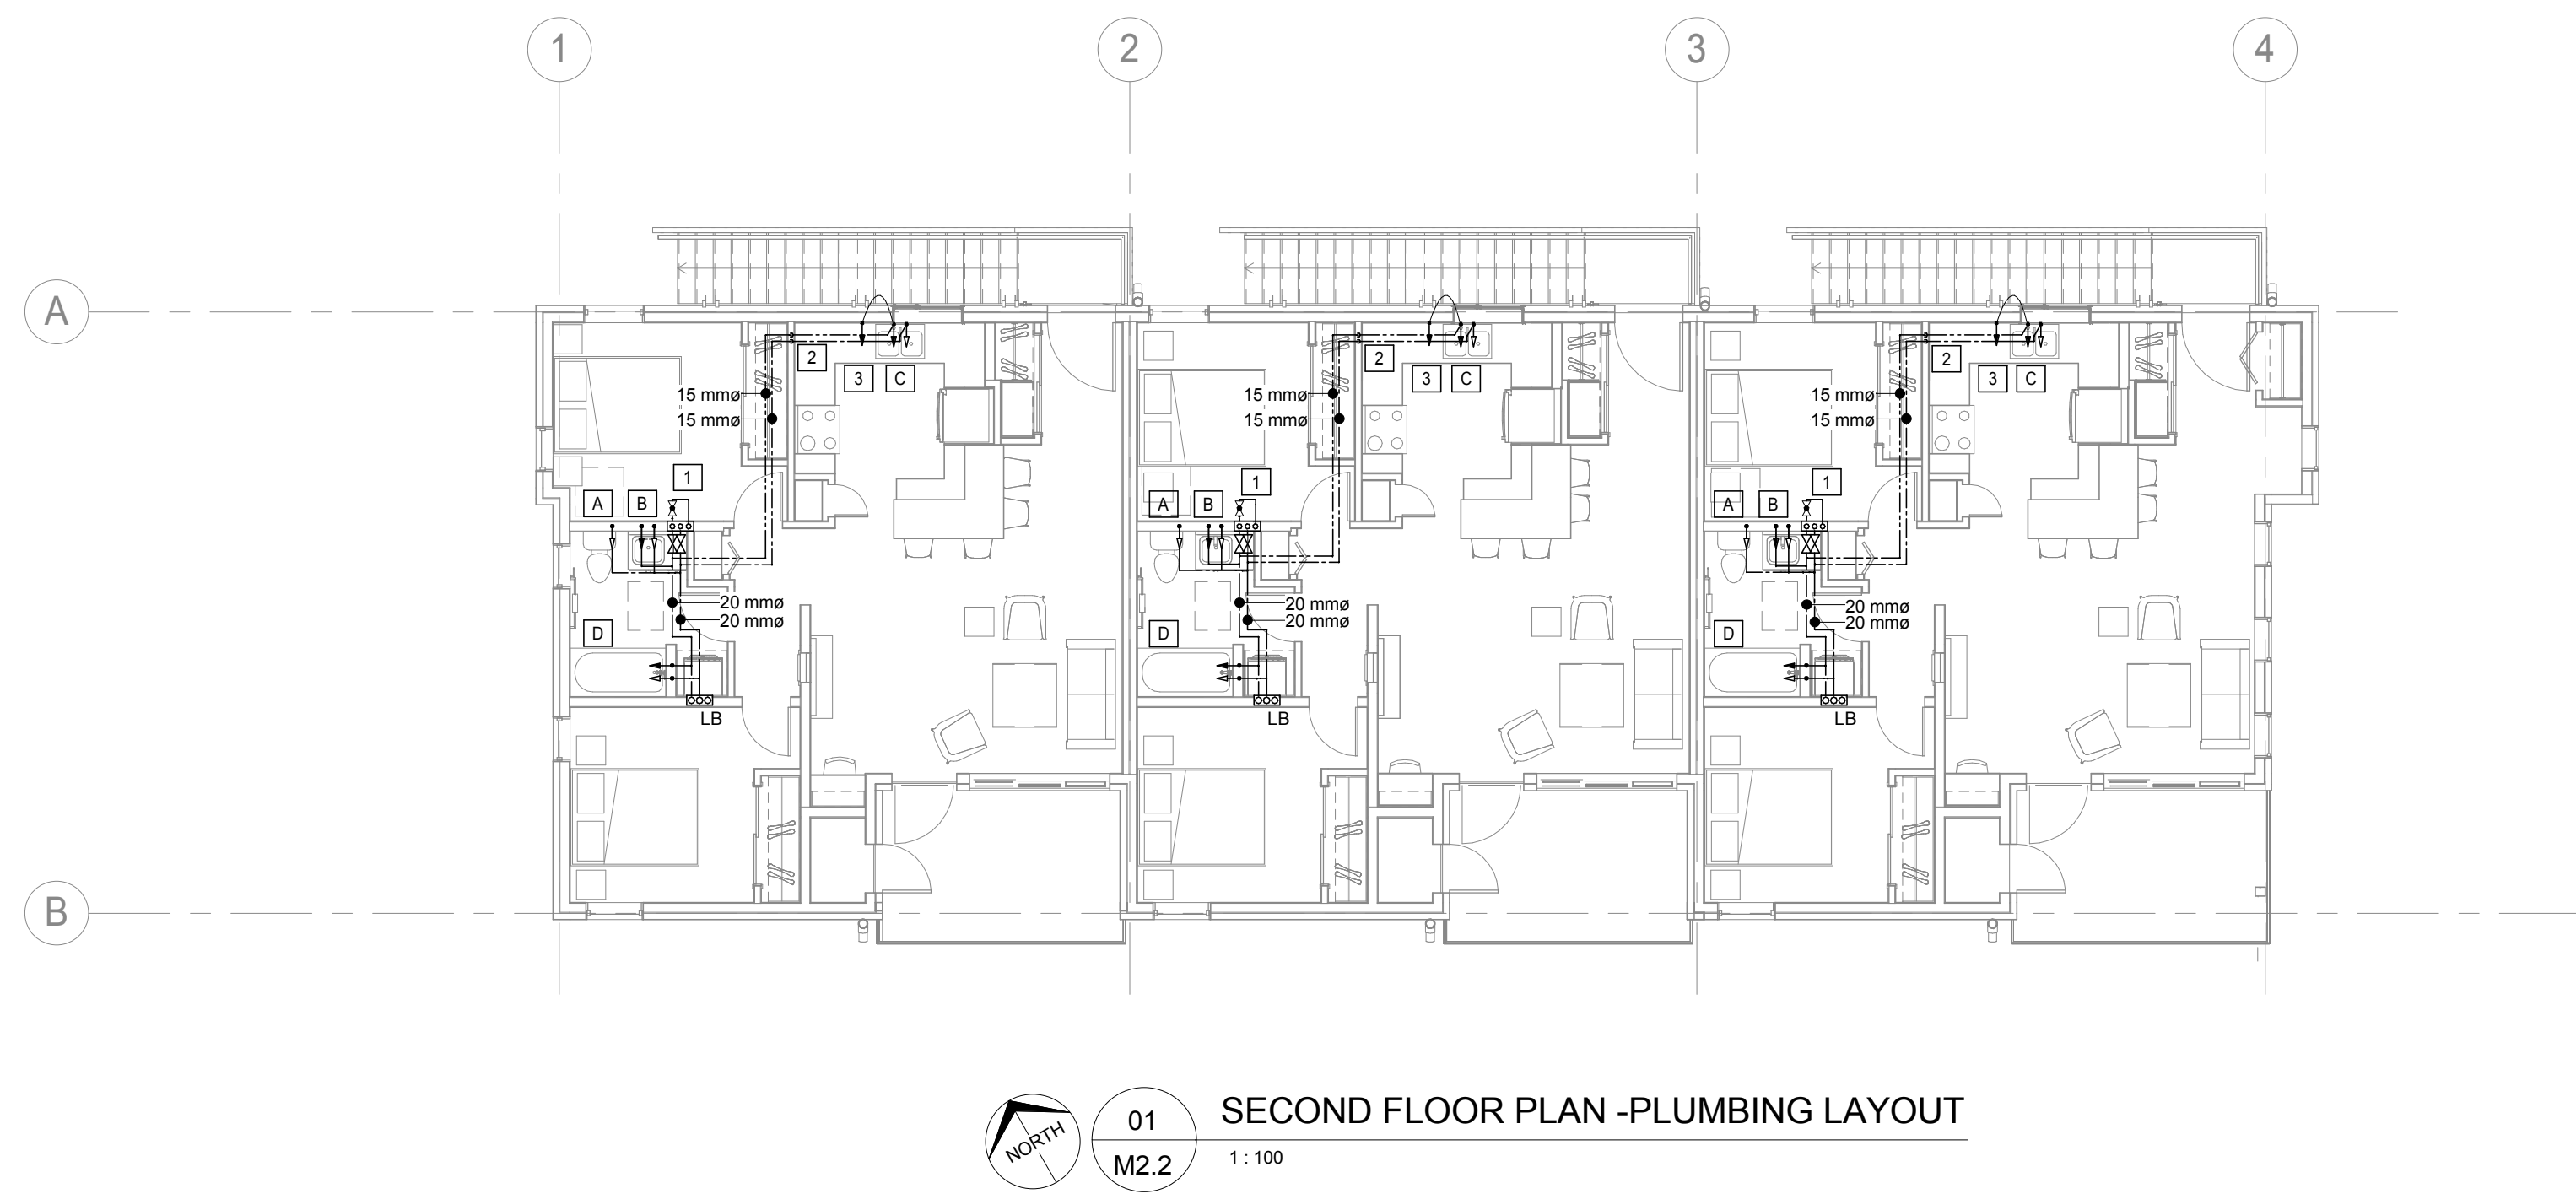 1 2 3 4
A
2 2 2
3 C 3 C 3 C
15 mmø 15 mmø 15 mmø
15 mmø 15 mmø 15 mmø
1 1 1
A B A B A B
20 mmø 20 mmø 20 mmø
20 mmø 20 mmø 20 mmø
D D D
LB LB LB
B
NORTH
01
M2.2
SECOND FLOOR PLAN -PLUMBING LAYOUT
1 : 100